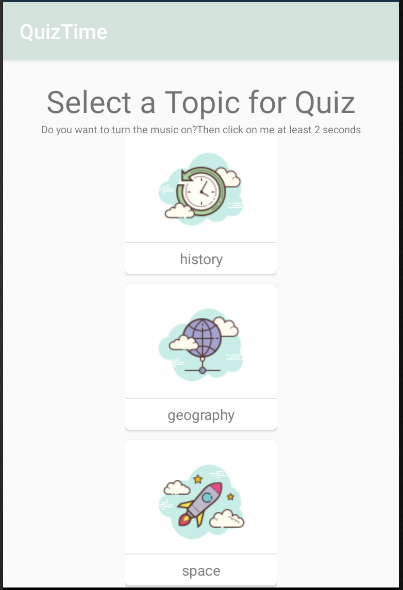 QuizTime
Select a Topic for Quiz
Do you want to turn the music on?Then click on me at least 2 seconds
history
geography
space